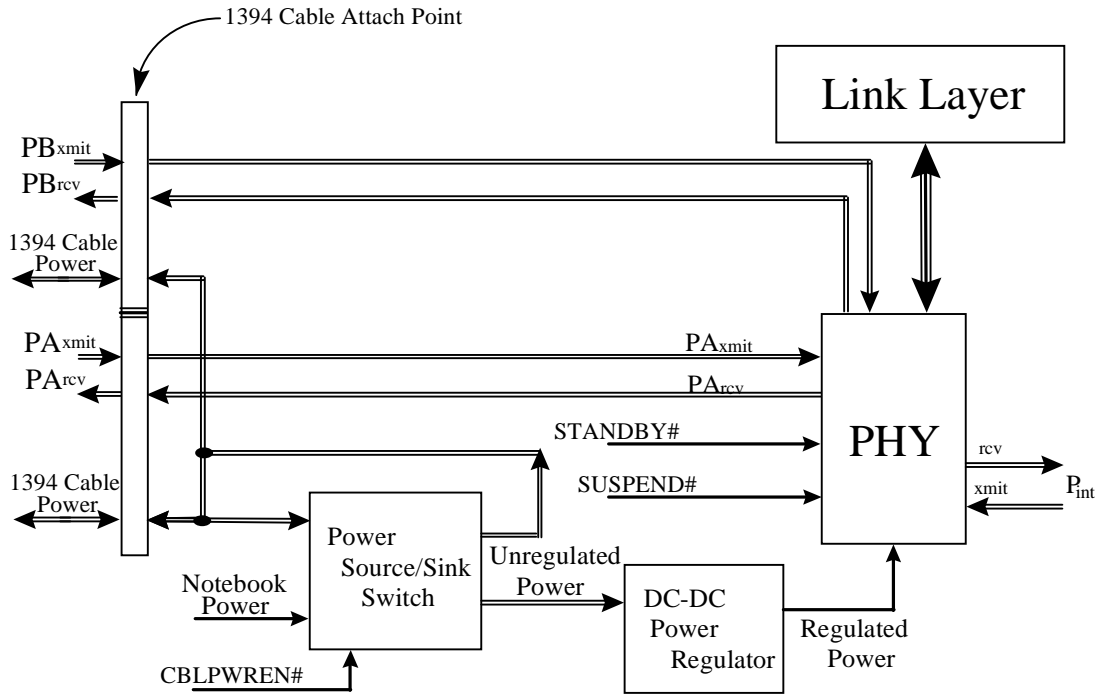 1394 Cable Attach Point
Link Layer
PBxmit
PBrcv
1394 Cable
Power
PAxmit
PArcv
PAxmit
PArcv
STANDBY#
SUSPEND#
PHY
rcv
xmit
Pint
1394 Cable
Power
Power
Source/Sink
Switch
Unregulated
Power
Notebook
Power
CBLPWREN#
DC-DC
Power
Regulator
Regulated
Power